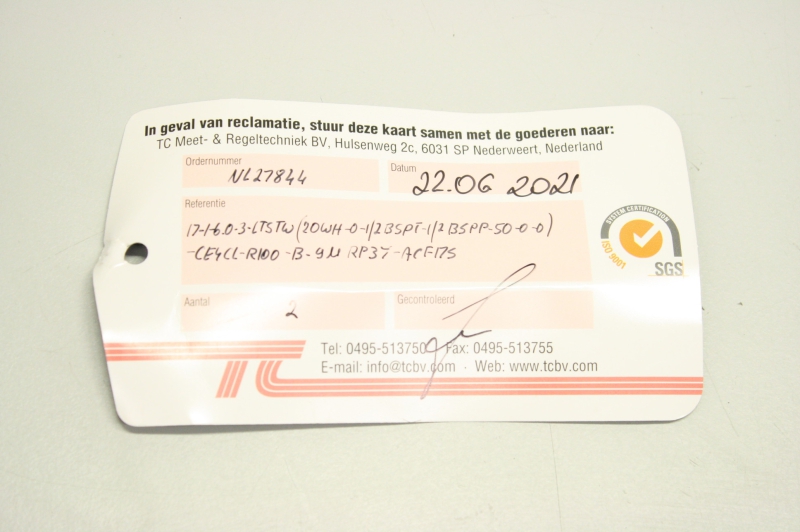 In geval van reclamatie, stuur deze kaart samen met de goederen naar:
TC Meet- & Regeltechniek BV, Hulsenweg 2c, 6031 SP Nederweert, Nederland
Ordernummer
NL27844
Datum
22.06 2021
Referentie
17-1-6.0-3-LTSTW (20WH-0-1/2BSPT-1/2BSPP-50-0-0)
-CE4CL-R100-B-9M
Aantal
2
Gecontroleerd
SYSTEM CERTIFICATION
ISO 9001
SGS
Tel: 0495-513750 Fax: 0495-513755
E-mail: info@tcbv.com · Web: www.tcbv.com
TC